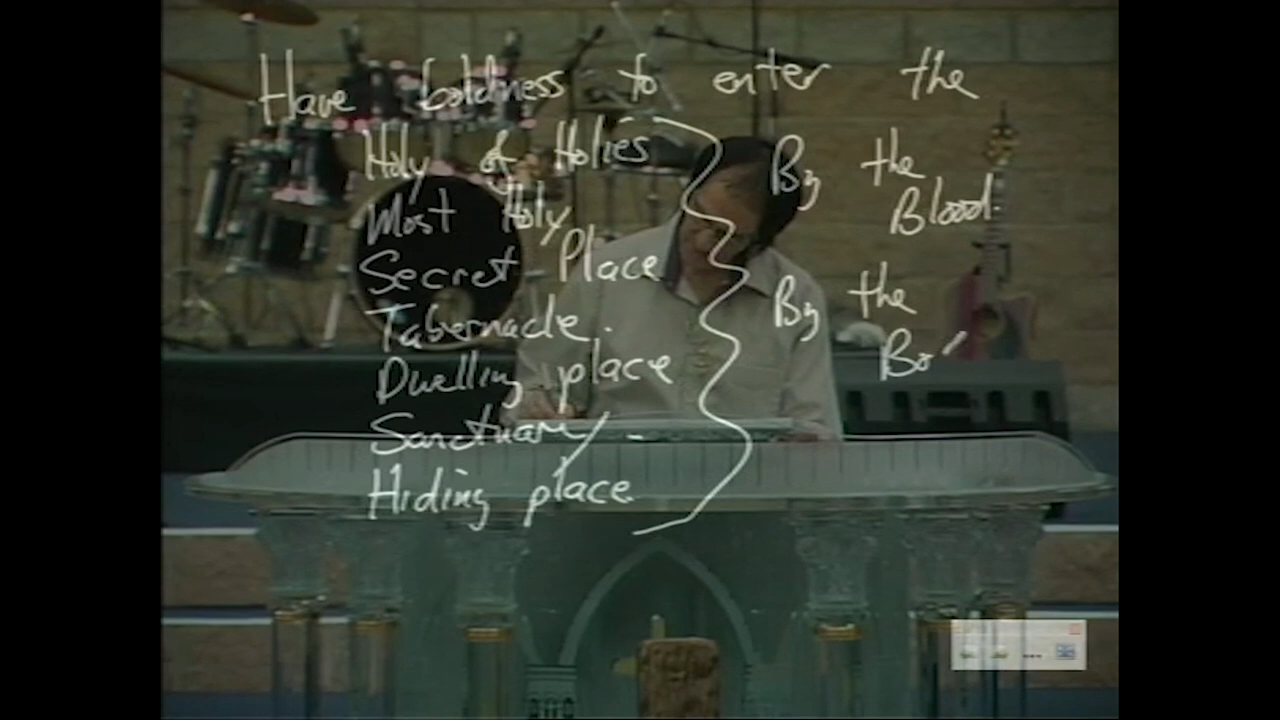 Have boldness to enter the
Holy of Holies
Most Holy
Secret Place
Tabernacle.
Dwelling place
Sanctuary
Hiding place
By the
Blood.
By the
Bo